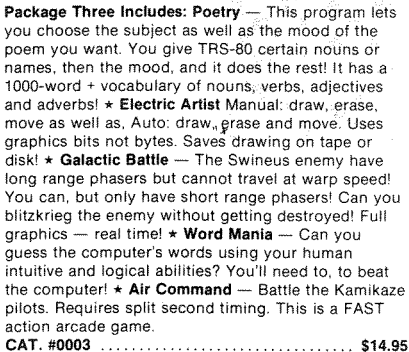 Package Three Includes: Poetry — This program lets
you choose the subject as well as the mood of the
poem you want. You give TRS-80 certain nouns or
names, then the mood, and it does the rest! It has a
1000-word + vocabulary of nouns, verbs, adjectives
and adverbs! ★ Electric Artist Manual: draw, erase,
move as well as, Auto: draw, erase and move. Uses
graphics bits not bytes. Saves drawing on tape or
disk! ★ Galactic Battle — The Swineus enemy have
long range phasers but cannot travel at warp speed!
You can, but only have short range phasers! Can you
blitzkrieg the enemy without getting destroyed! Full
graphics — real time! ★ Word Mania — Can you
guess the computer's words using your human
intuitive and logical abilities? You'll need to, to beat
the computer! ★ Air Command — Battle the Kamikaze
pilots. Requires split second timing. This is a FAST
action arcade game.
CAT. #0003 ................................ $14.95